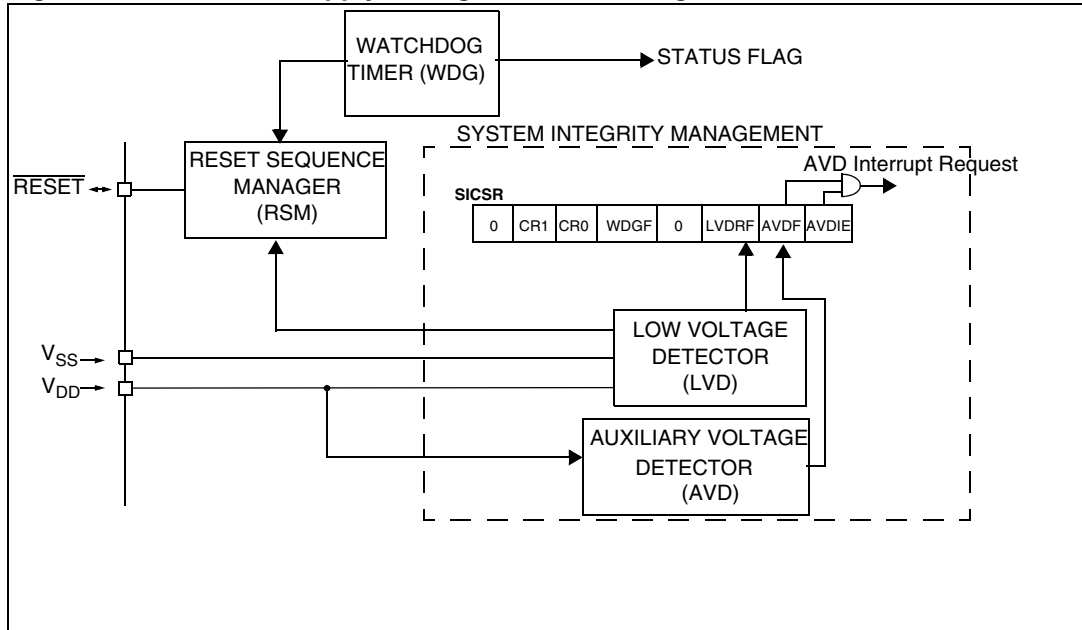 WATCHDOG
TIMER (WDG)
STATUS FLAG
SYSTEM INTEGRITY MANAGEMENT
RESET SEQUENCE
MANAGER
(RSM)
AVD Interrupt Request
RESET
SICSR
0 CR1 CR0 WDGF 0 LVDRF AVDF AVDIE
LOW VOLTAGE
DETECTOR
(LVD)
VSS
VDD
AUXILIARY VOLTAGE
DETECTOR
(AVD)